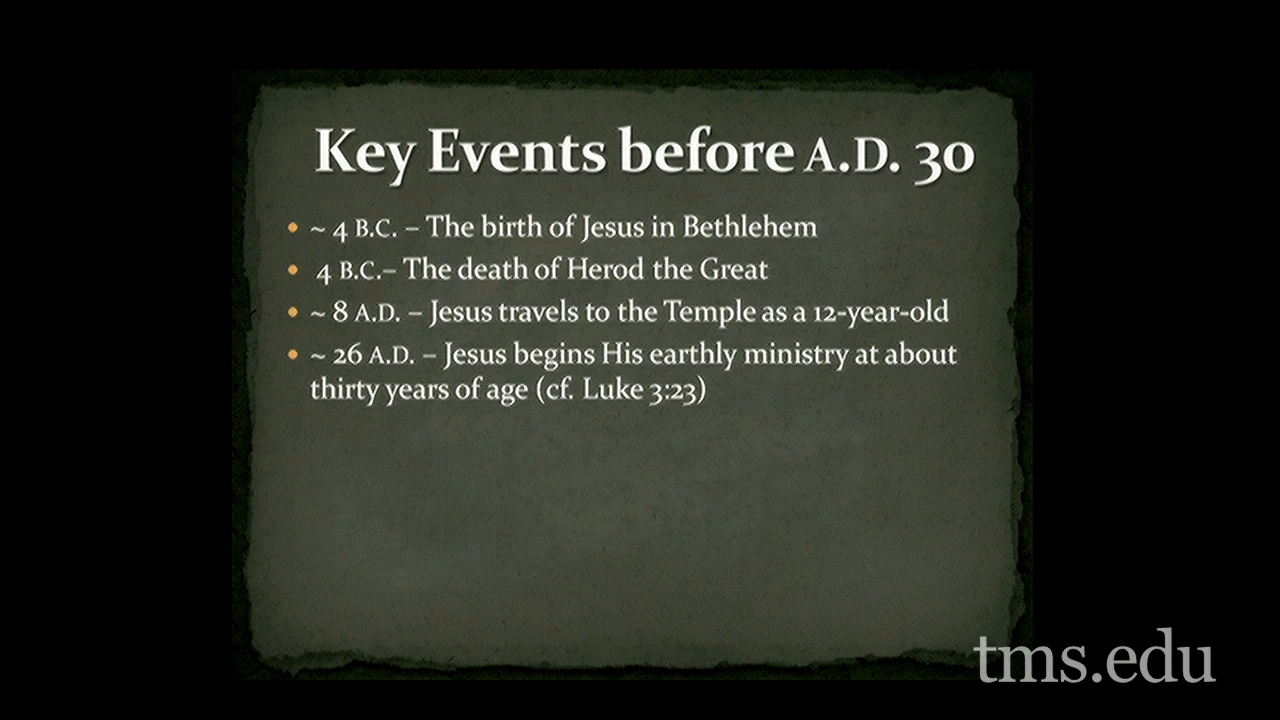 Key Events before A.D. 30
• ~ 4 B.C. – The birth of Jesus in Bethlehem
• 4 B.C.– The death of Herod the Great
• ~ 8 A.D. – Jesus travels to the Temple as a 12-year-old
• ~ 26 A.D. – Jesus begins His earthly ministry at about
thirty years of age (cf. Luke 3:23)
tms.edu